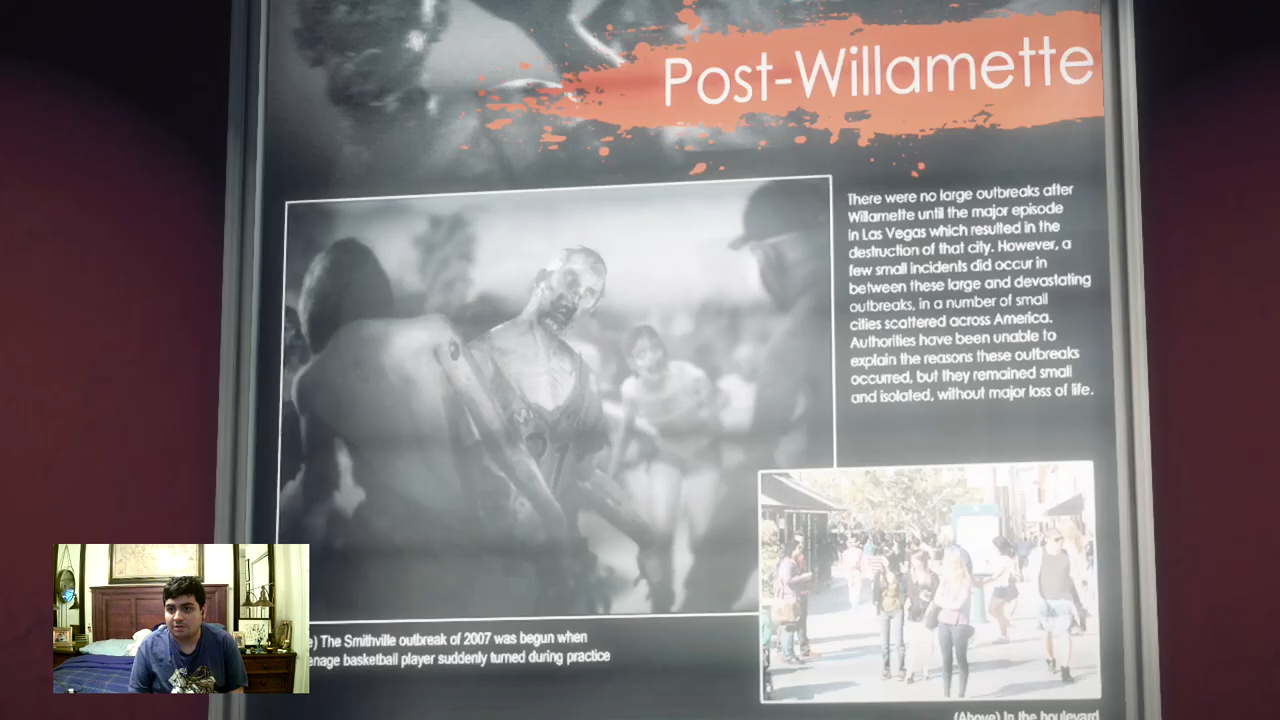 Post-Willamette
There were no large outbreaks after
Willamette until the major episode
in Las Vegas which resulted in the
destruction of that city. However, a
few small incidents did occur in
between these large and devastating
outbreaks, in a number of small
cities scattered across America.
Authorities have been unable to
explain the reasons these outbreaks
occurred, but they remained small
and isolated, without major loss of life.
e) The Smithville outbreak of 2007 was begun when
enage basketball player suddenly turned during practice
(Above) In the boulevard